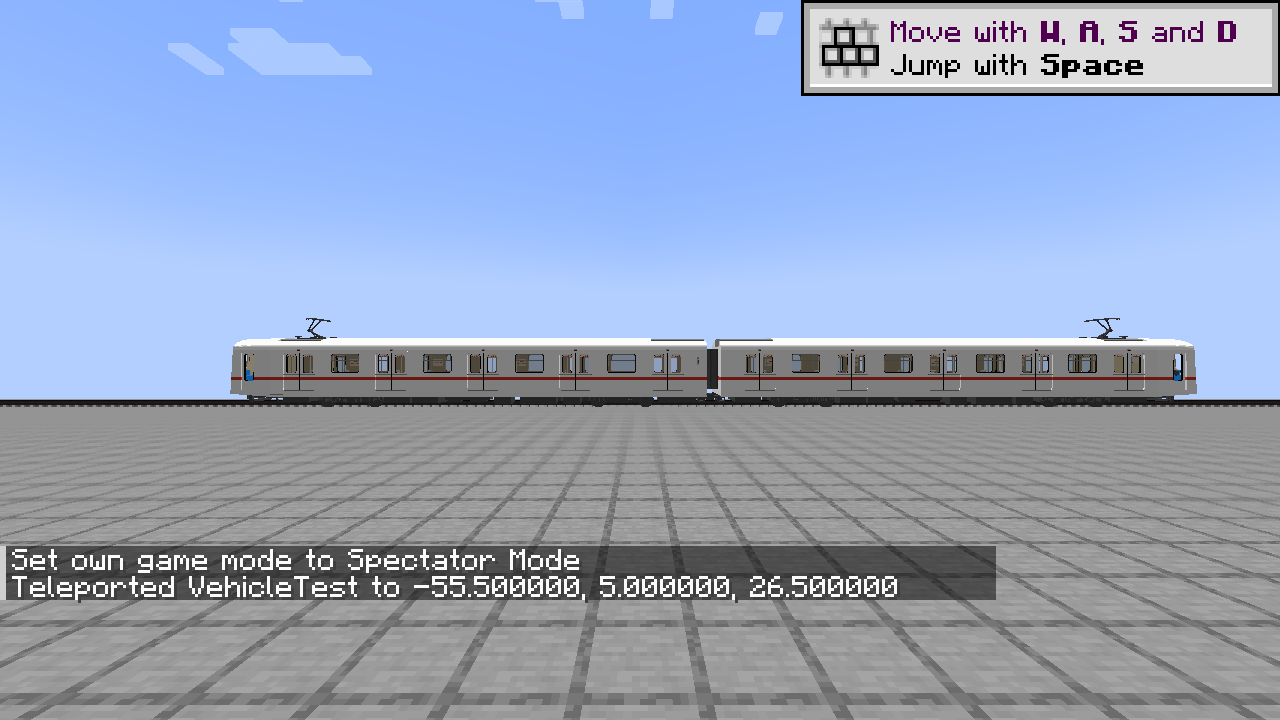 Move with W, A, S and D
Jump with Space
Set own game mode to Spectator Mode
Teleported VehicleTest to -55.500000, 5.000000, 26.500000